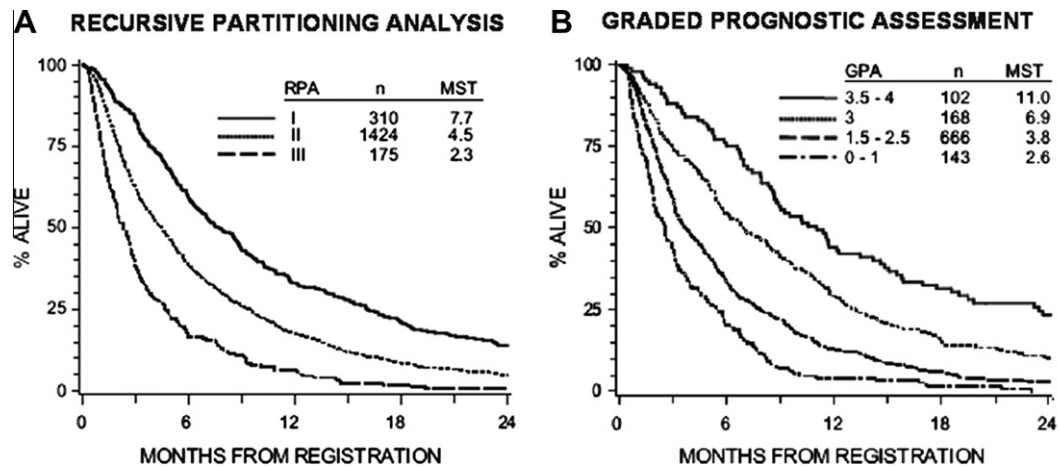 A RECURSIVE PARTITIONING ANALYSIS
RPA n MST
I 310 7.7
II 1424 4.5
III 175 2.3
% ALIVE
100
75
50
25
0
0 6 12 18 24
MONTHS FROM REGISTRATION
B GRADED PROGNOSTIC ASSESSMENT
GPA n MST
3.5 - 4 102 11.0
3 168 6.9
1.5 - 2.5 666 3.8
0 - 1 143 2.6
% ALIVE
100
75
50
25
0
0 6 12 18 24
MONTHS FROM REGISTRATION